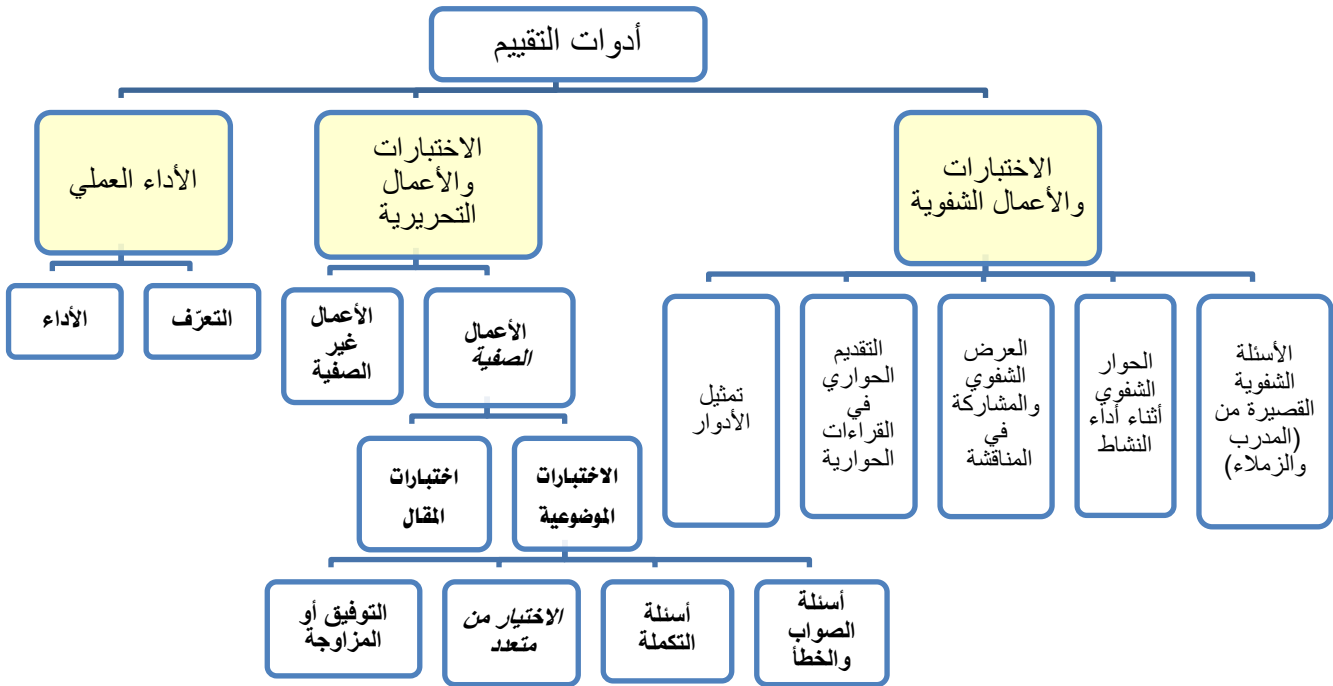 أدوات التقييم
الاختبارات
والأعمال الشفوية
الاختبارات
والأعمال
التحريرية
الأداء العملي
الأسئلة
الشفوية
القصيرة من
(المدرب
والزملاء)
الحوار
الشفوي
أثناء أداء
النشاط
العرض
الشفوي
والمشاركة
في
المناقشة
التقديم
الحواري
في
القراءات
الحوارية
تمثيل
الأدوار
الأعمال
الصفية
الأعمال
غير
الصفية
التعرّف
الأداء
الاختبارات
الموضوعية
اختبارات
المقال
أسئلة
الصواب
والخطأ
أسئلة
التكملة
الاختيار من
متعدد
التوفيق أو
المزاوجة